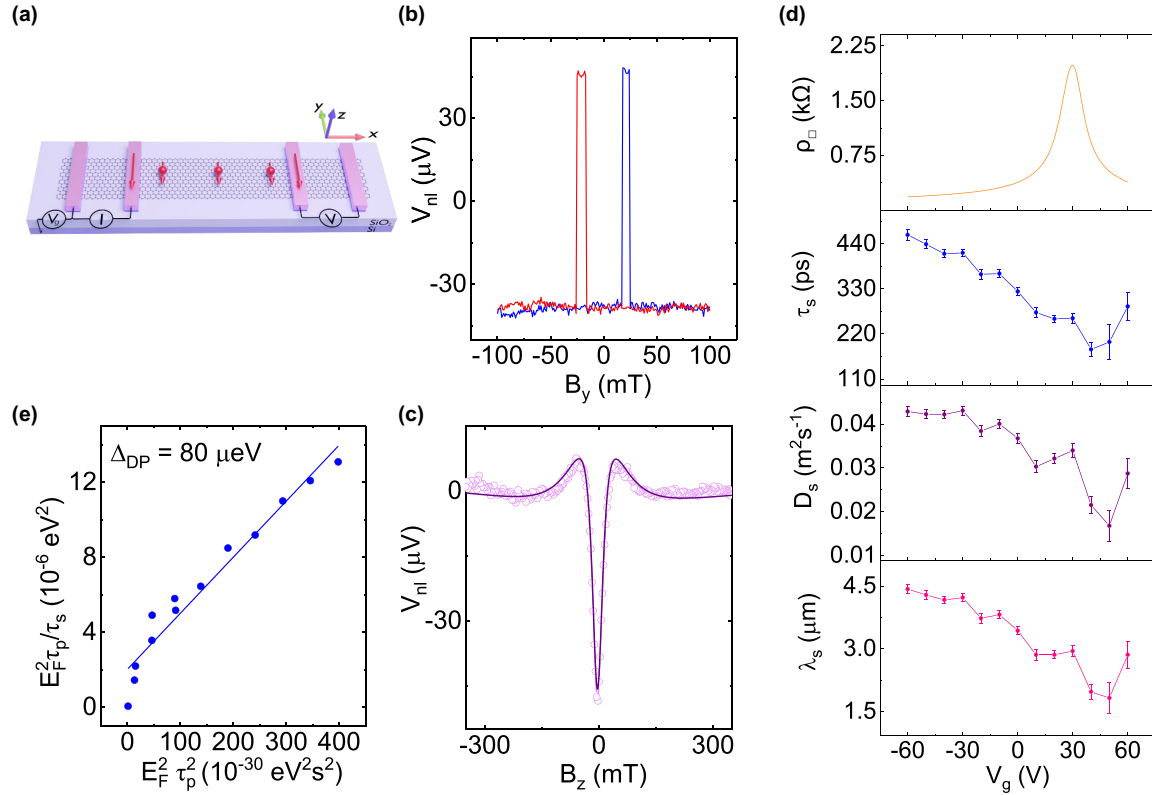 (a)
y
z
x
V₉
I
V
SiO₂
Si
(b)
30
0
-30
V_nl (μV)
-100 -50 0 50 100
B_y (mT)
(c)
0
-30
V_nl (μV)
-300 0 300
B_z (mT)
(d)
2.25
1.50
0.75
ρ_□ (kΩ)
440
330
220
110
τ_s (ps)
0.04
0.03
0.02
0.01
D_s (m²s⁻¹)
4.5
3.0
1.5
λ_s (μm)
-60 -30 0 30 60
V_g (V)
(e)
Δ_DP = 80 μeV
12
8
4
0
E_F²τ_p/τ_s (10⁻⁶ eV²)
0 100 200 300 400
E_F² τ_p² (10⁻³⁰ eV²s²)